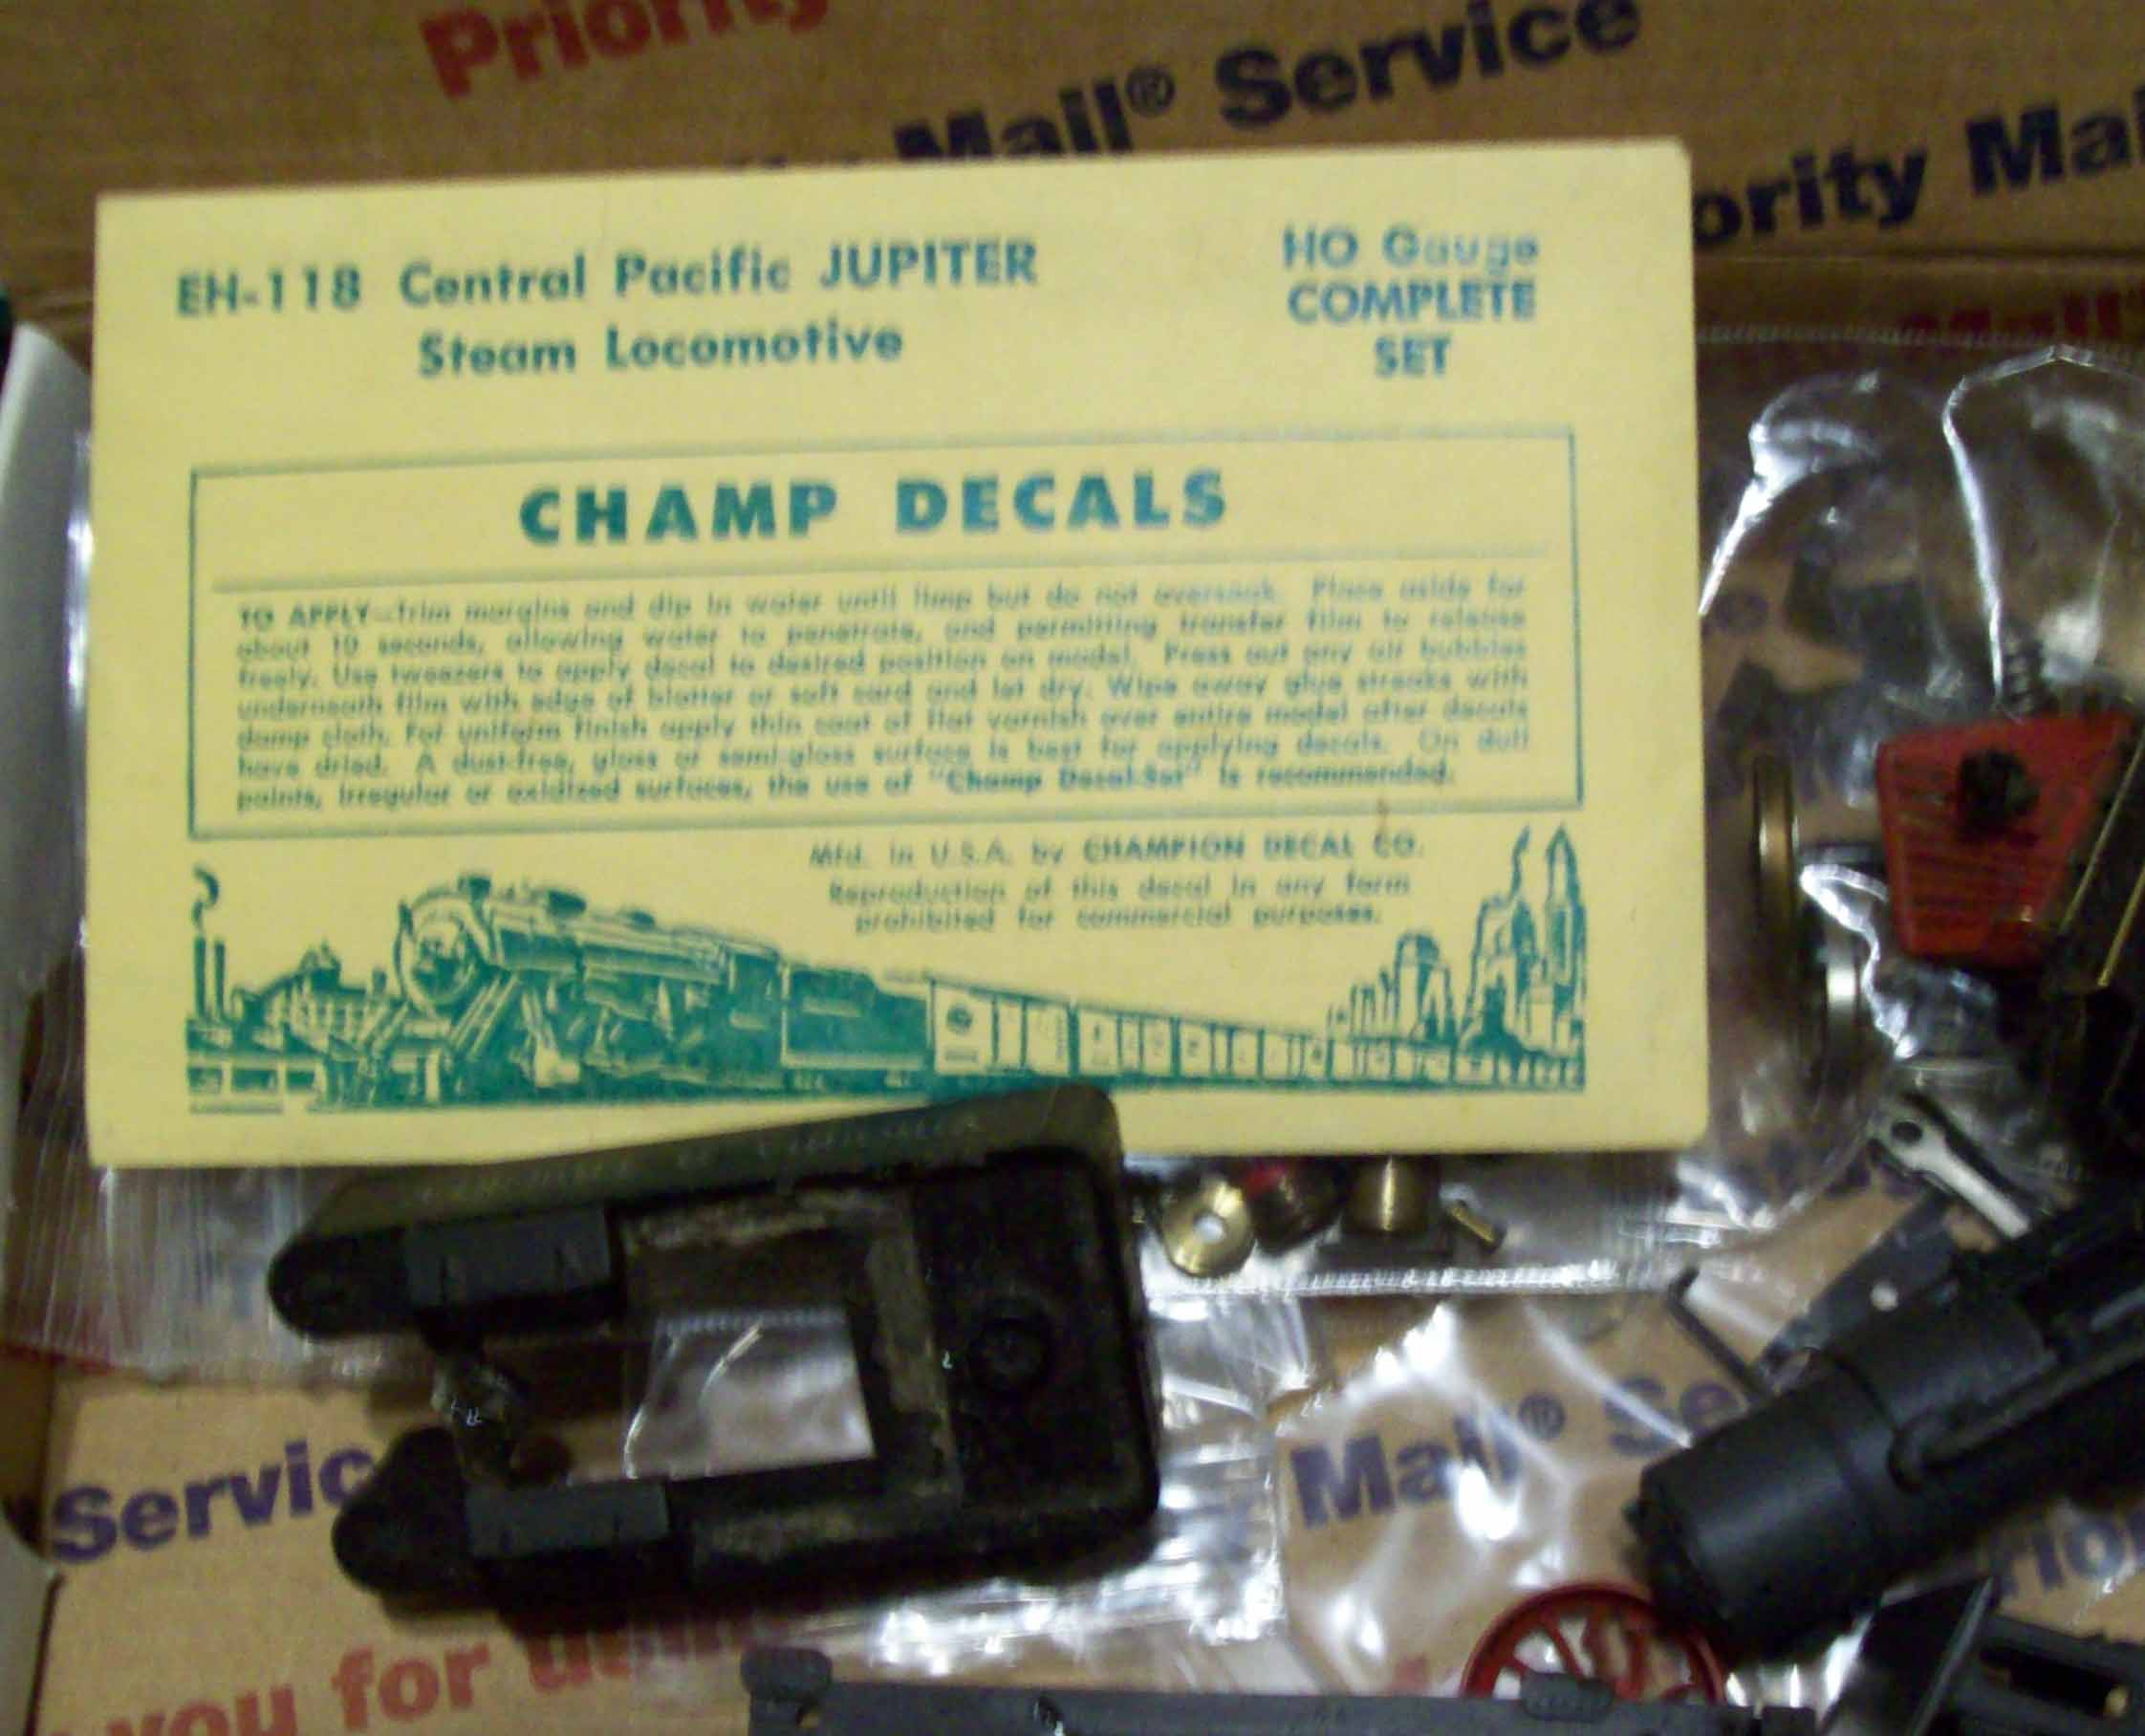 Priority
Mail® Service
ority Mai
EH-118 Central Pacific JUPITER
Steam Locomotive
HO Gauge
COMPLETE
SET
CHAMP DECALS
TO APPLY—Trim margins and dip in water until limp but do not oversoak. Place aside for
about 10 seconds, allowing water to penetrate, and permitting transfer film to release
freely. Use tweezers to apply decal to desired position on model. Press out any air bubbles
underneath film with edge of blotter or soft card and let dry. Wipe away glue streaks with
damp cloth. For uniform finish apply thin coat of flat varnish over entire model after decals
have dried. A dust-free, gloss or semi-gloss surface is best for applying decals. On dull
paints, irregular or oxidized surfaces, the use of "Champ Decal-Set" is recommended.
Mfd. in U.S.A. by CHAMPION DECAL CO.
Reproduction of this decal in any form
prohibited for commercial purposes.
Servic
Mail® Se
you for